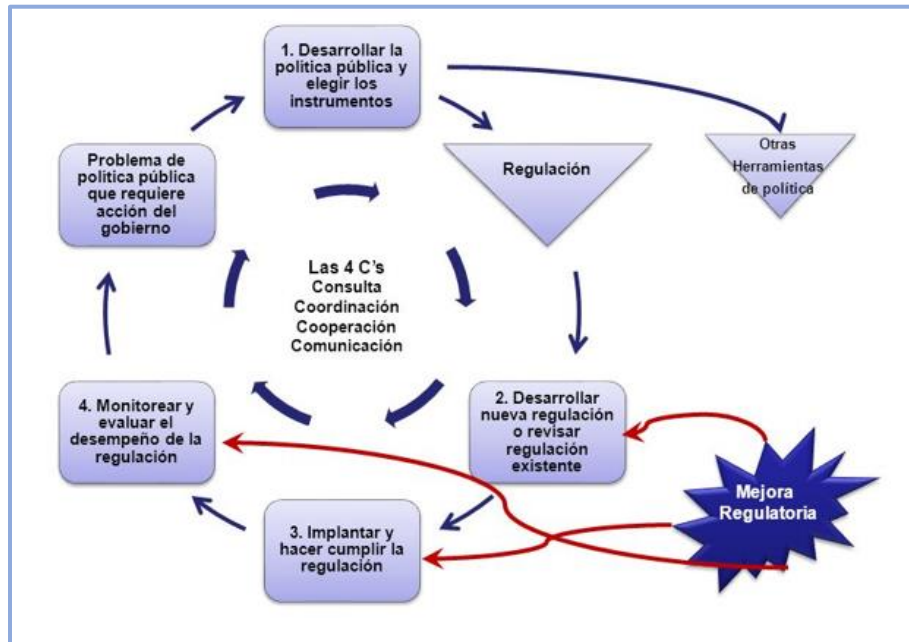 1. Desarrollar la
política pública y
elegir los
instrumentos
Problema de
política pública
que requiere
acción del
gobierno
Regulación
Otras
Herramientas
de política
Las 4 C's
Consulta
Coordinación
Cooperación
Comunicación
4. Monitorear y
evaluar el
desempeño de la
regulación
2. Desarrollar
nueva regulación
o revisar
regulación
existente
Mejora
Regulatoria
3. Implantar y
hacer cumplir la
regulación